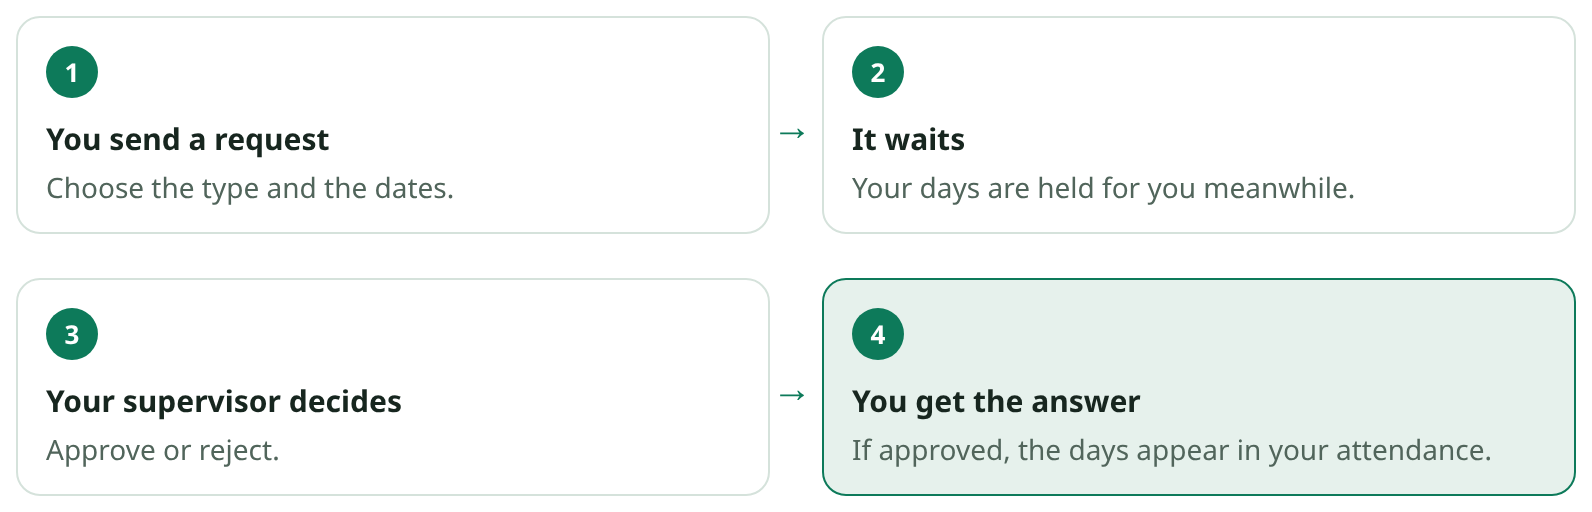 1
You send a request
Choose the type and the dates.
→
2
It waits
Your days are held for you meanwhile.
3
Your supervisor decides
Approve or reject.
→
4
You get the answer
If approved, the days appear in your attendance.